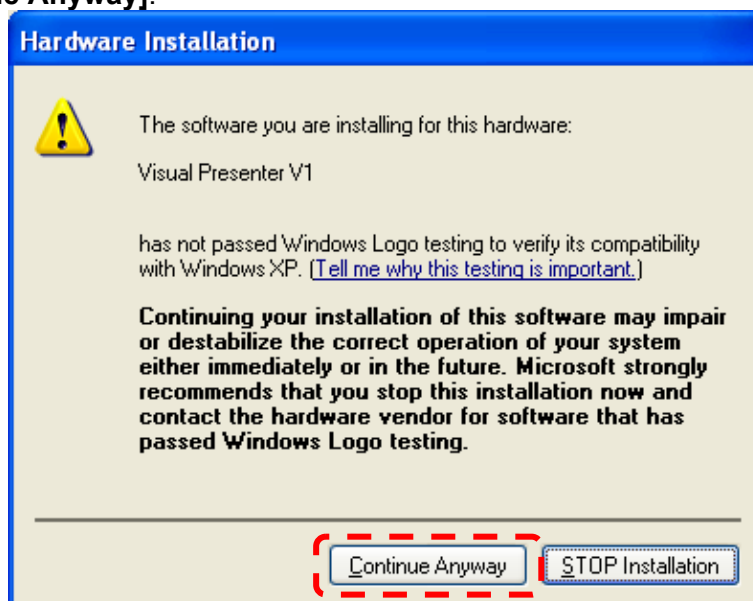 Anyway].
Hardware Installation
The software you are installing for this hardware:
Visual Presenter V1
has not passed Windows Logo testing to verify its compatibility
with Windows XP. (Tell me why this testing is important.)
Continuing your installation of this software may impair
or destabilize the correct operation of your system
either immediately or in the future. Microsoft strongly
recommends that you stop this installation now and
contact the hardware vendor for software that has
passed Windows Logo testing.
Continue Anyway
STOP Installation